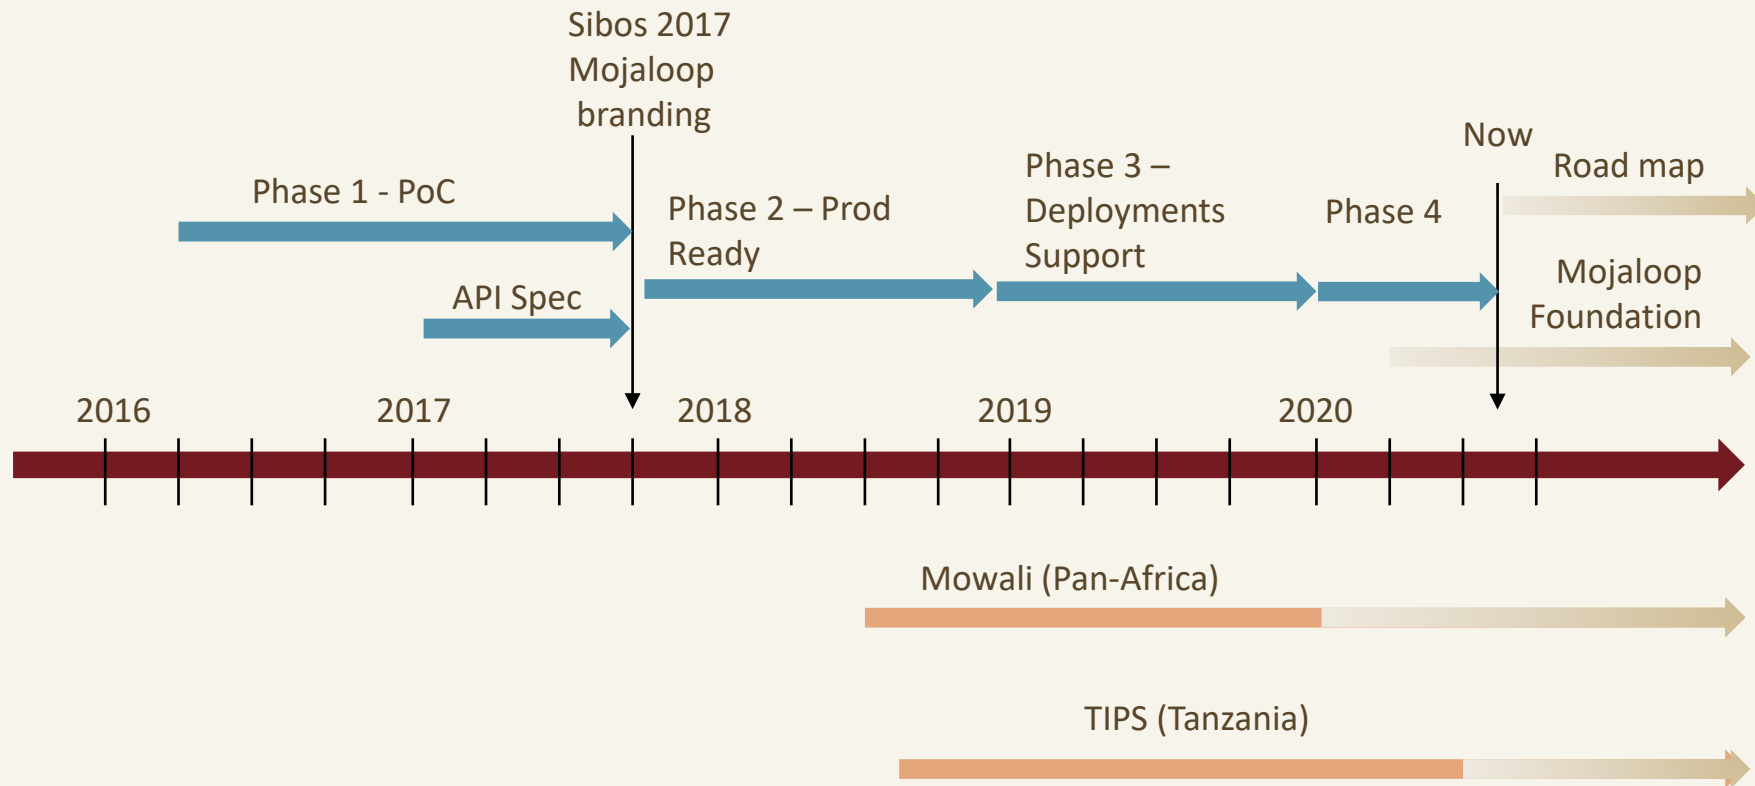 Sibos 2017
Mojaloop
branding
Now
Phase 1 - PoC
Phase 2 – Prod
Ready
Phase 3 –
Deployments
Support
Phase 4
Road map
API Spec
Mojaloop
Foundation
2016
2017
2018
2019
2020
Mowali (Pan-Africa)
TIPS (Tanzania)